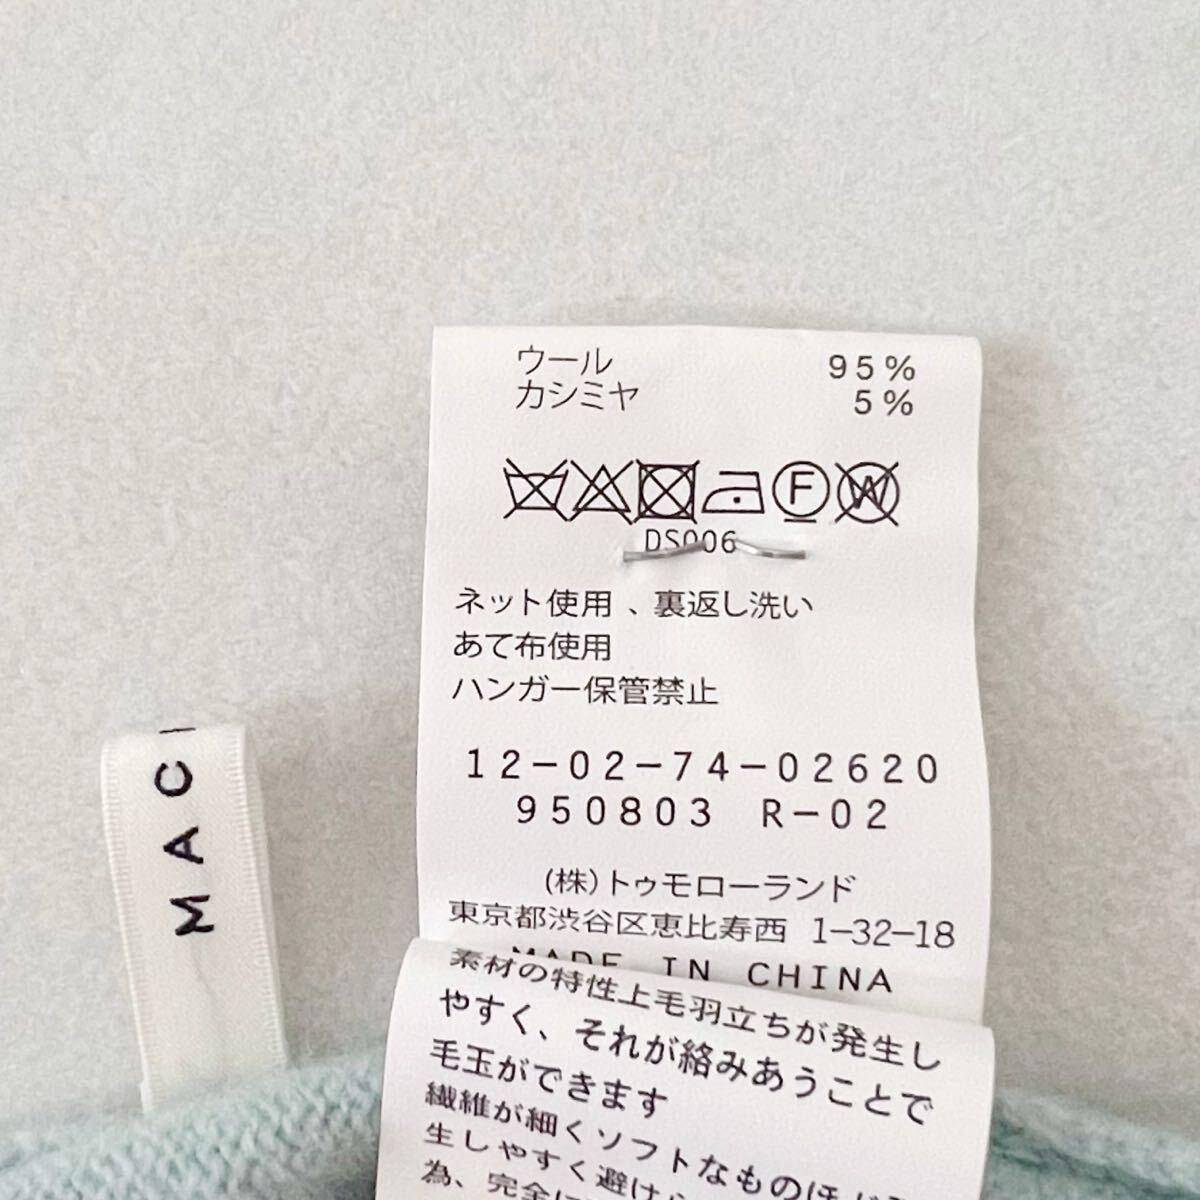 ウール 95%
カシミヤ 5%
F
W
DS006
ネット使用、裏返し洗い
あて布使用
ハンガー保管禁止
12-02-74-02620
950803 R-02
(株)トゥモローランド
東京都渋谷区恵比寿西 1-32-18
MADE IN CHINA
素材の特性上毛羽立ちが発生し
やすく、それが絡みあうことで
毛玉ができます
繊維が細くソフトなものほど
生しやすく避けら
為、完全に
MAC